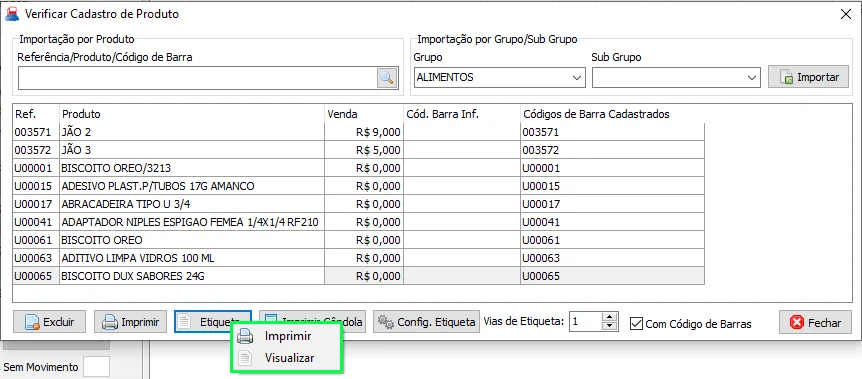 Verificar Cadastro de Produto
Importação por Produto
Referência/Produto/Código de Barra
Importação por Grupo/Sub Grupo
Grupo Sub Grupo
ALIMENTOS Importar
Ref. Produto Venda Cód. Barra Inf. Códigos de Barra Cadastrados
003571 JÃO 2 R$ 9,000 003571
003572 JÃO 3 R$ 5,000 003572
U00001 BISCOITO OREO/3213 R$ 0,000 U00001
U00015 ADESIVO PLAST.P/TUBOS 17G AMANCO R$ 0,000 U00015
U00017 ABRACADEIRA TIPO U 3/4 R$ 0,000 U00017
U00041 ADAPTADOR NIPLES ESPIGAO FEMEA 1/4X1/4 RF210 R$ 0,000 U00041
U00061 BISCOITO OREO R$ 0,000 U00061
U00063 ADITIVO LIMPA VIDROS 100 ML R$ 0,000 U00063
U00065 BISCOITO DUX SABORES 24G R$ 0,000 U00065
Excluir Imprimir Etiqueta Imprimir Gôndola Config. Etiqueta Vias de Etiqueta: 1 Com Código de Barras Fechar
Imprimir
Visualizar
Sem Movimento